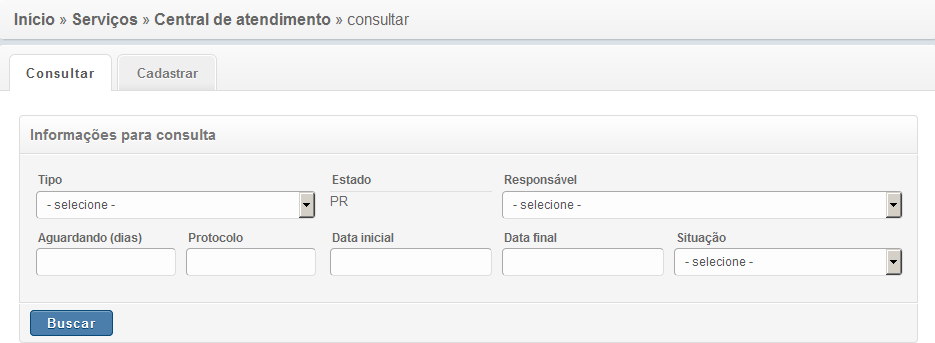 Início » Serviços » Central de atendimento » consultar
Consultar Cadastrar
Informações para consulta
Tipo Estado Responsável
- selecione - PR - selecione -
Aguardando (dias) Protocolo Data inicial Data final Situação
- selecione -
Buscar